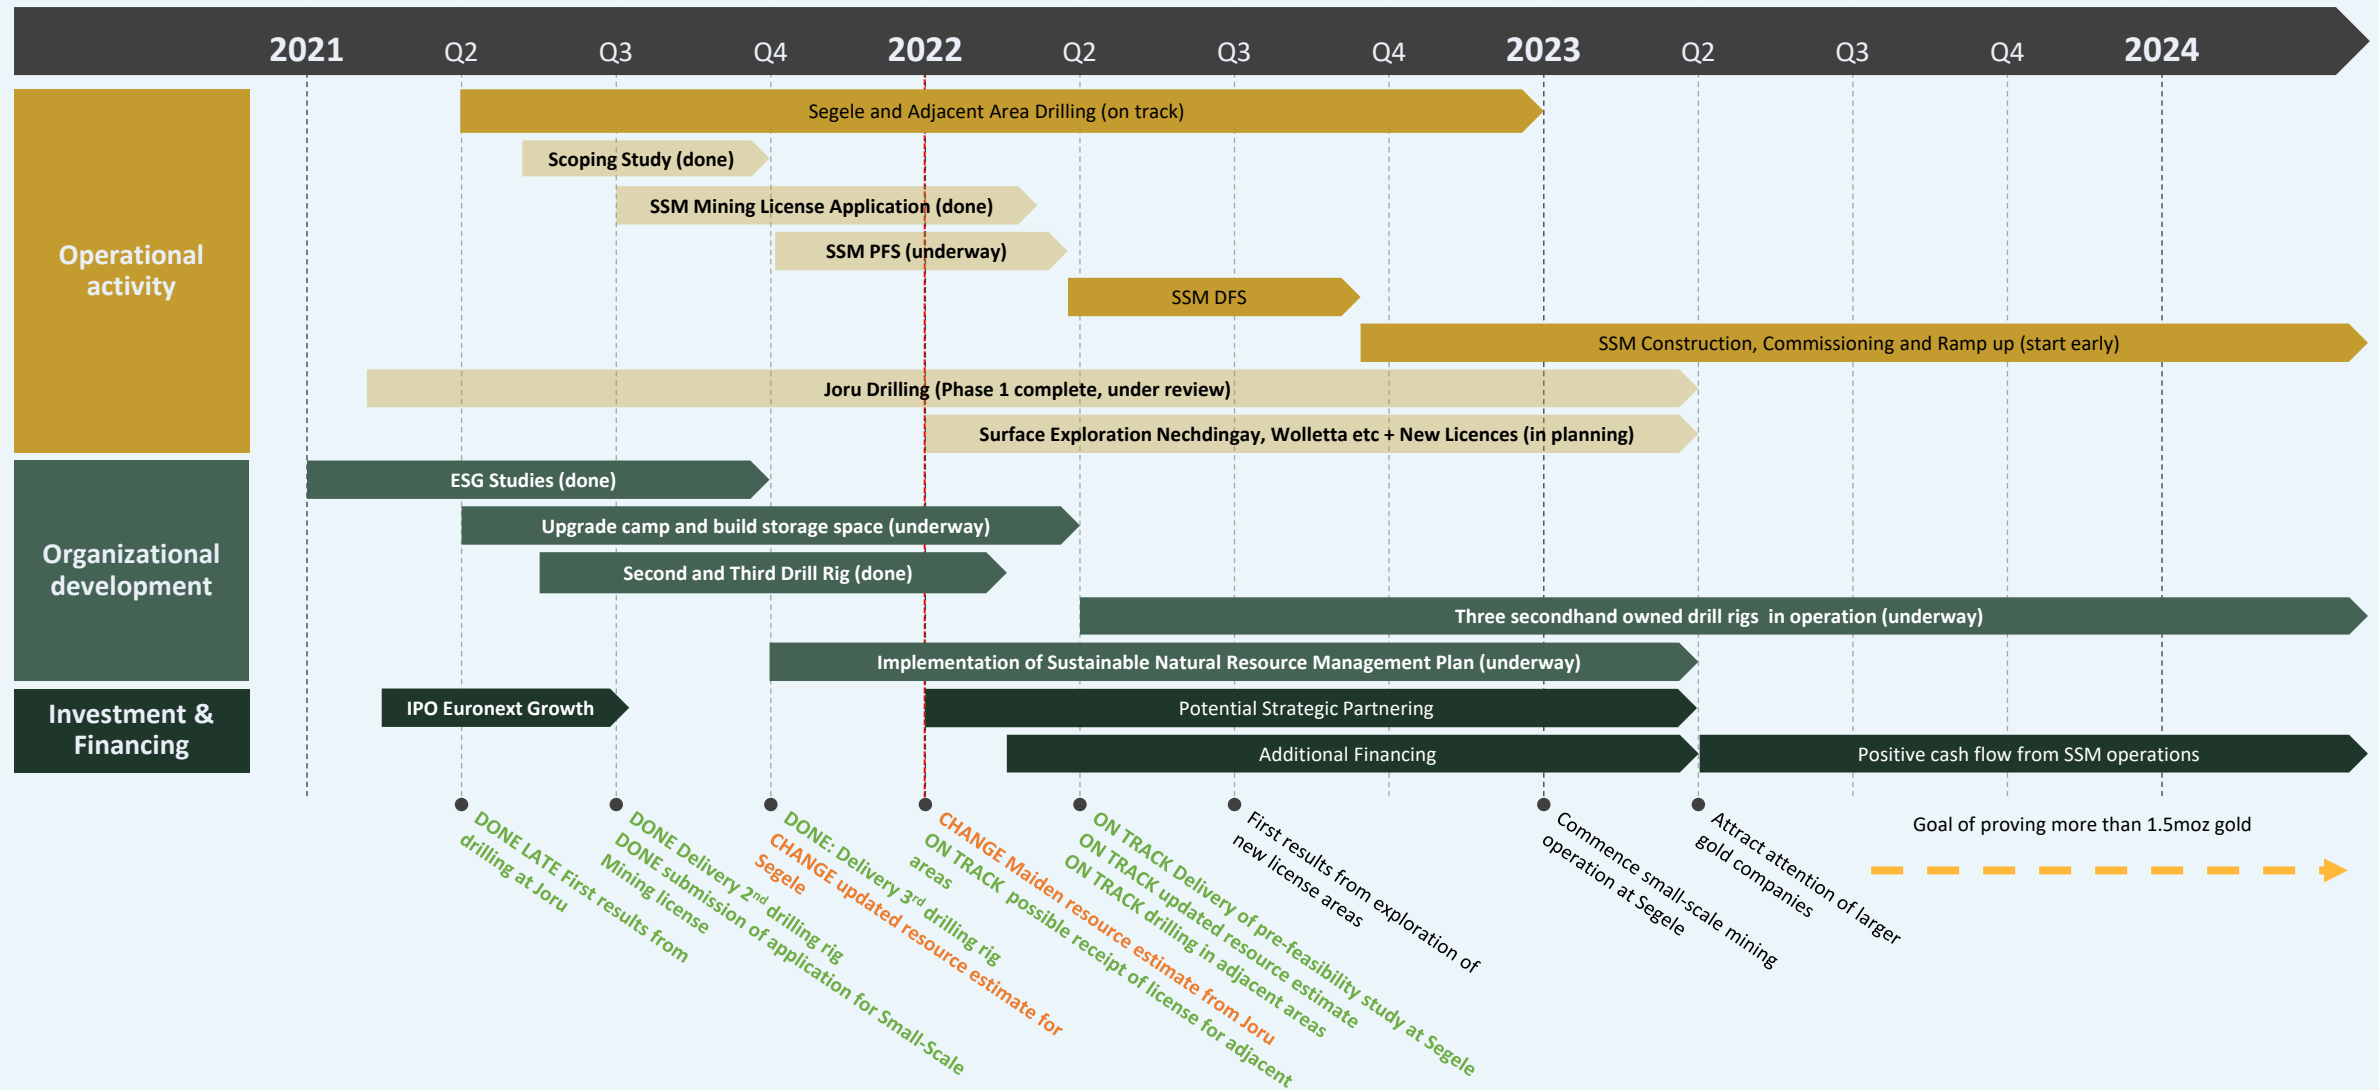 2021 Q2 Q3 Q4 2022 Q2 Q3 Q4 2023 Q2 Q3 Q4 2024
Operational
activity
Segele and Adjacent Area Drilling (on track)
Scoping Study (done)
SSM Mining License Application (done)
SSM PFS (underway)
SSM DFS
SSM Construction, Commissioning and Ramp up (start early)
Joru Drilling (Phase 1 complete, under review)
Surface Exploration Nechdingay, Wolletta etc + New Licences (in planning)
Organizational
development
ESG Studies (done)
Upgrade camp and build storage space (underway)
Second and Third Drill Rig (done)
Three secondhand owned drill rigs in operation (underway)
Implementation of Sustainable Natural Resource Management Plan (underway)
Investment &
Financing
IPO Euronext Growth
Potential Strategic Partnering
Additional Financing
Positive cash flow from SSM operations
DONE LATE First results from
drilling at Joru
DONE Delivery 2nd drilling rig
DONE submission of application for Small-Scale
Mining license
DONE: Delivery 3rd drilling rig
CHANGE updated resource estimate for
Segele
CHANGE Maiden resource estimate from Joru
ON TRACK possible receipt of license for adjacent
areas
ON TRACK Delivery of pre-feasibility study at Segele
ON TRACK updated resource estimate
ON TRACK drilling in adjacent areas
First results from exploration of
new license areas
Commence small-scale mining
operation at Segele
Attract attention of larger
gold companies
Goal of proving more than 1.5moz gold